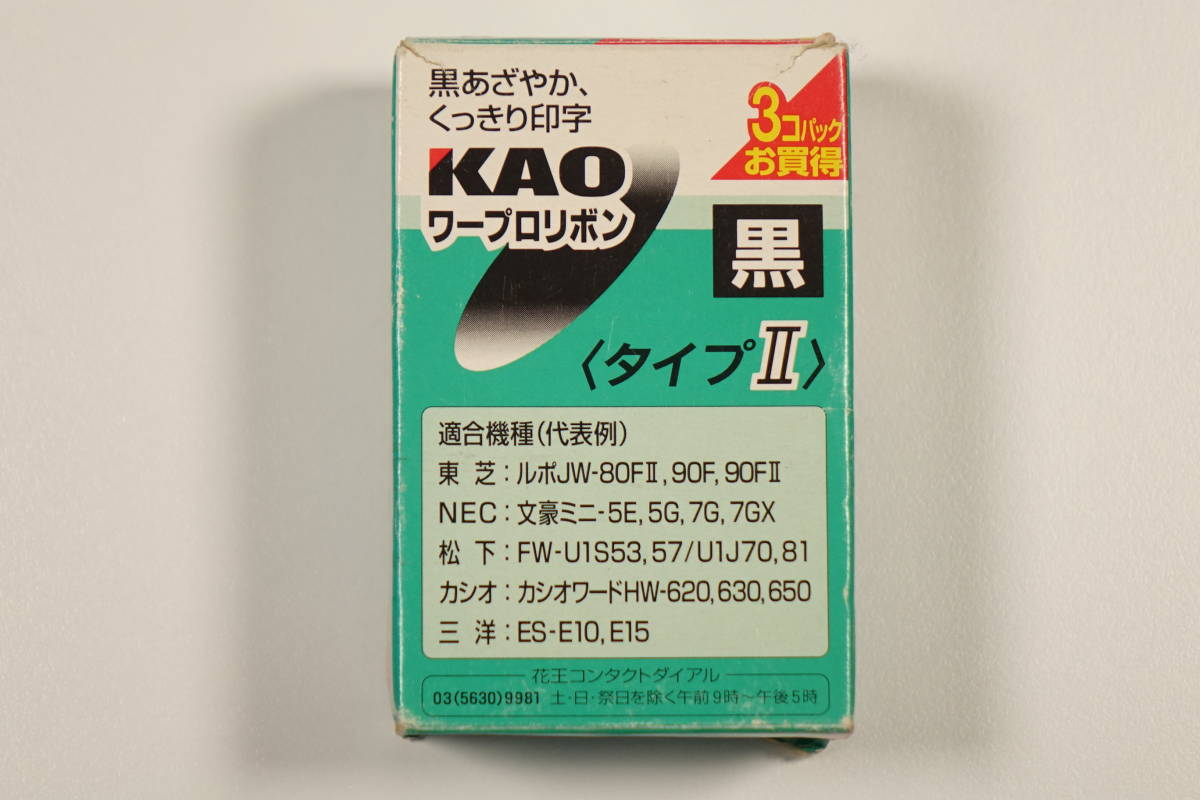 黒あざやか、
くっきり印字
3コパック
お買得
KAO
ワープロリボン
黒
〈タイプⅡ〉
適合機種(代表例)
東芝:ルポJW-80FⅡ,90F,90FⅡ
NEC:文豪ミニ-5E,5G,7G,7GX
松下:FW-U1S53,57/U1J70,81
カシオ:カシオワードHW-620,630,650
三洋:ES-E10,E15
花王コンタクトダイアル
03(5630)9981 土・日・祭日を除く午前9時～午後5時